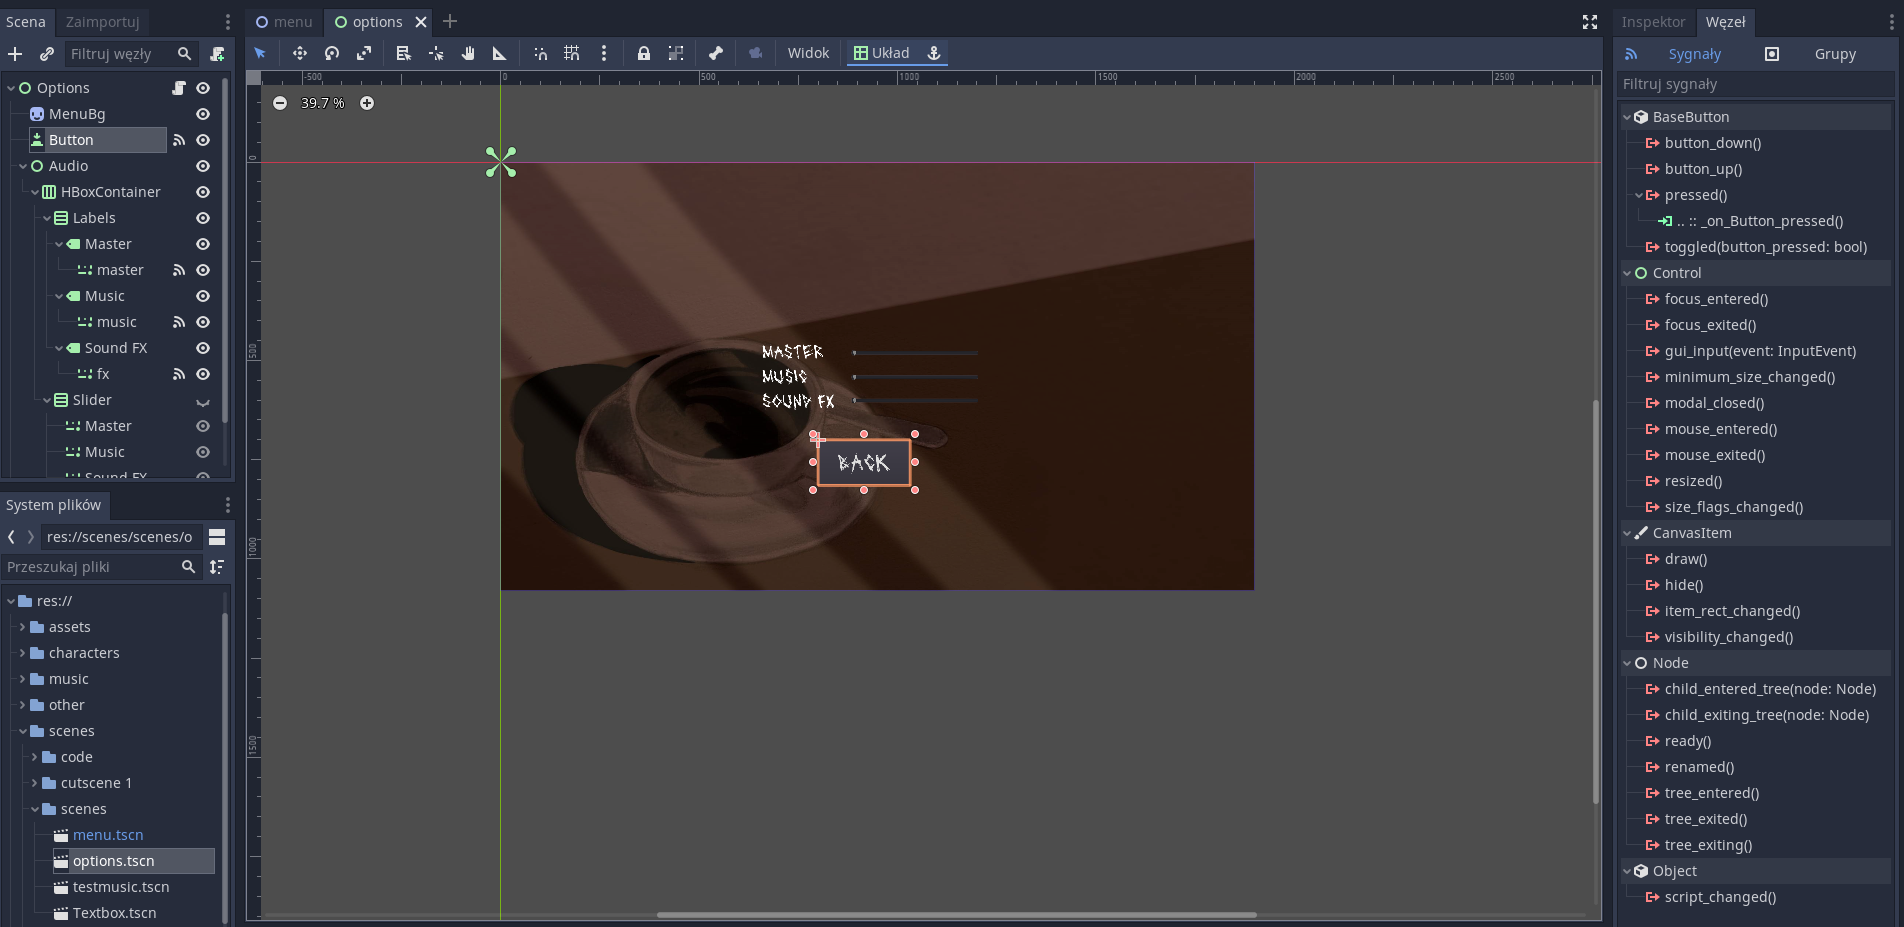 Scena
Zaimportuj
Filtruj węzły
Options
MenuBg
Button
Audio
HBoxContainer
Labels
Master
master
Music
music
Sound FX
fx
Slider
Master
Music
Sound FX
System plików
res://scenes/scenes/o
Przeszukaj pliki
res://
assets
characters
music
other
scenes
code
cutscene 1
scenes
menu.tscn
options.tscn
testmusic.tscn
Textbox.tscn
menu
options
Widok
Układ
-500
0
500
1000
1500
2000
2500
0
500
1000
1500
39.7 %
MASTER
MUSIC
SOUND FX
BACK
Inspektor
Węzeł
Sygnały
Grupy
Filtruj sygnały
BaseButton
button_down()
button_up()
pressed()
.. :: _on_Button_pressed()
toggled(button_pressed: bool)
Control
focus_entered()
focus_exited()
gui_input(event: InputEvent)
minimum_size_changed()
modal_closed()
mouse_entered()
mouse_exited()
resized()
size_flags_changed()
CanvasItem
draw()
hide()
item_rect_changed()
visibility_changed()
Node
child_entered_tree(node: Node)
child_exiting_tree(node: Node)
ready()
renamed()
tree_entered()
tree_exited()
tree_exiting()
Object
script_changed()